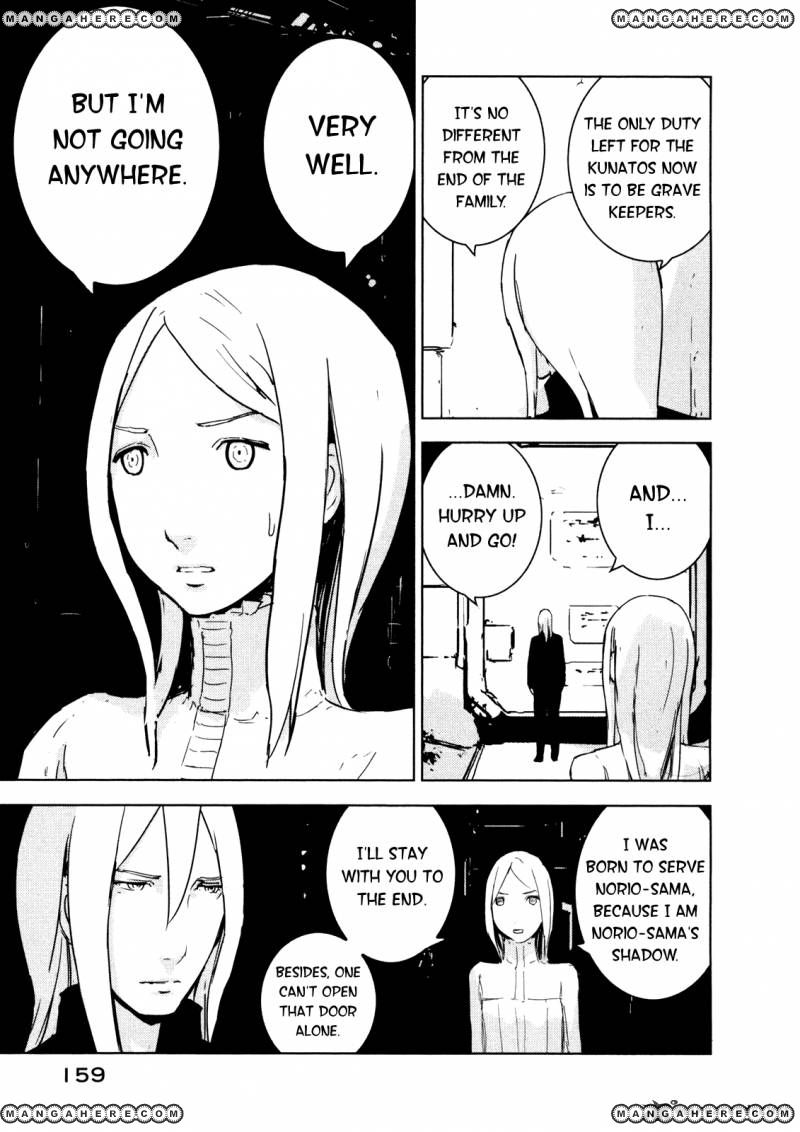 MANGAHERE.COM
MANGAHERE.COM
THE ONLY DUTY
LEFT FOR THE
KUNATOS NOW
IS TO BE GRAVE
KEEPERS.
IT'S NO
DIFFERENT
FROM THE
END OF THE
FAMILY.
VERY
WELL.
BUT I'M
NOT GOING
ANYWHERE.
AND...
I...
...DAMN.
HURRY UP
AND GO!
I WAS
BORN TO SERVE
NORIO-SAMA,
BECAUSE I AM
NORIO-SAMA'S
SHADOW.
I'LL STAY
WITH YOU TO
THE END.
BESIDES, ONE
CAN'T OPEN
THAT DOOR
ALONE.
159
MANGAHERE.COM
MANGAHERE.COM